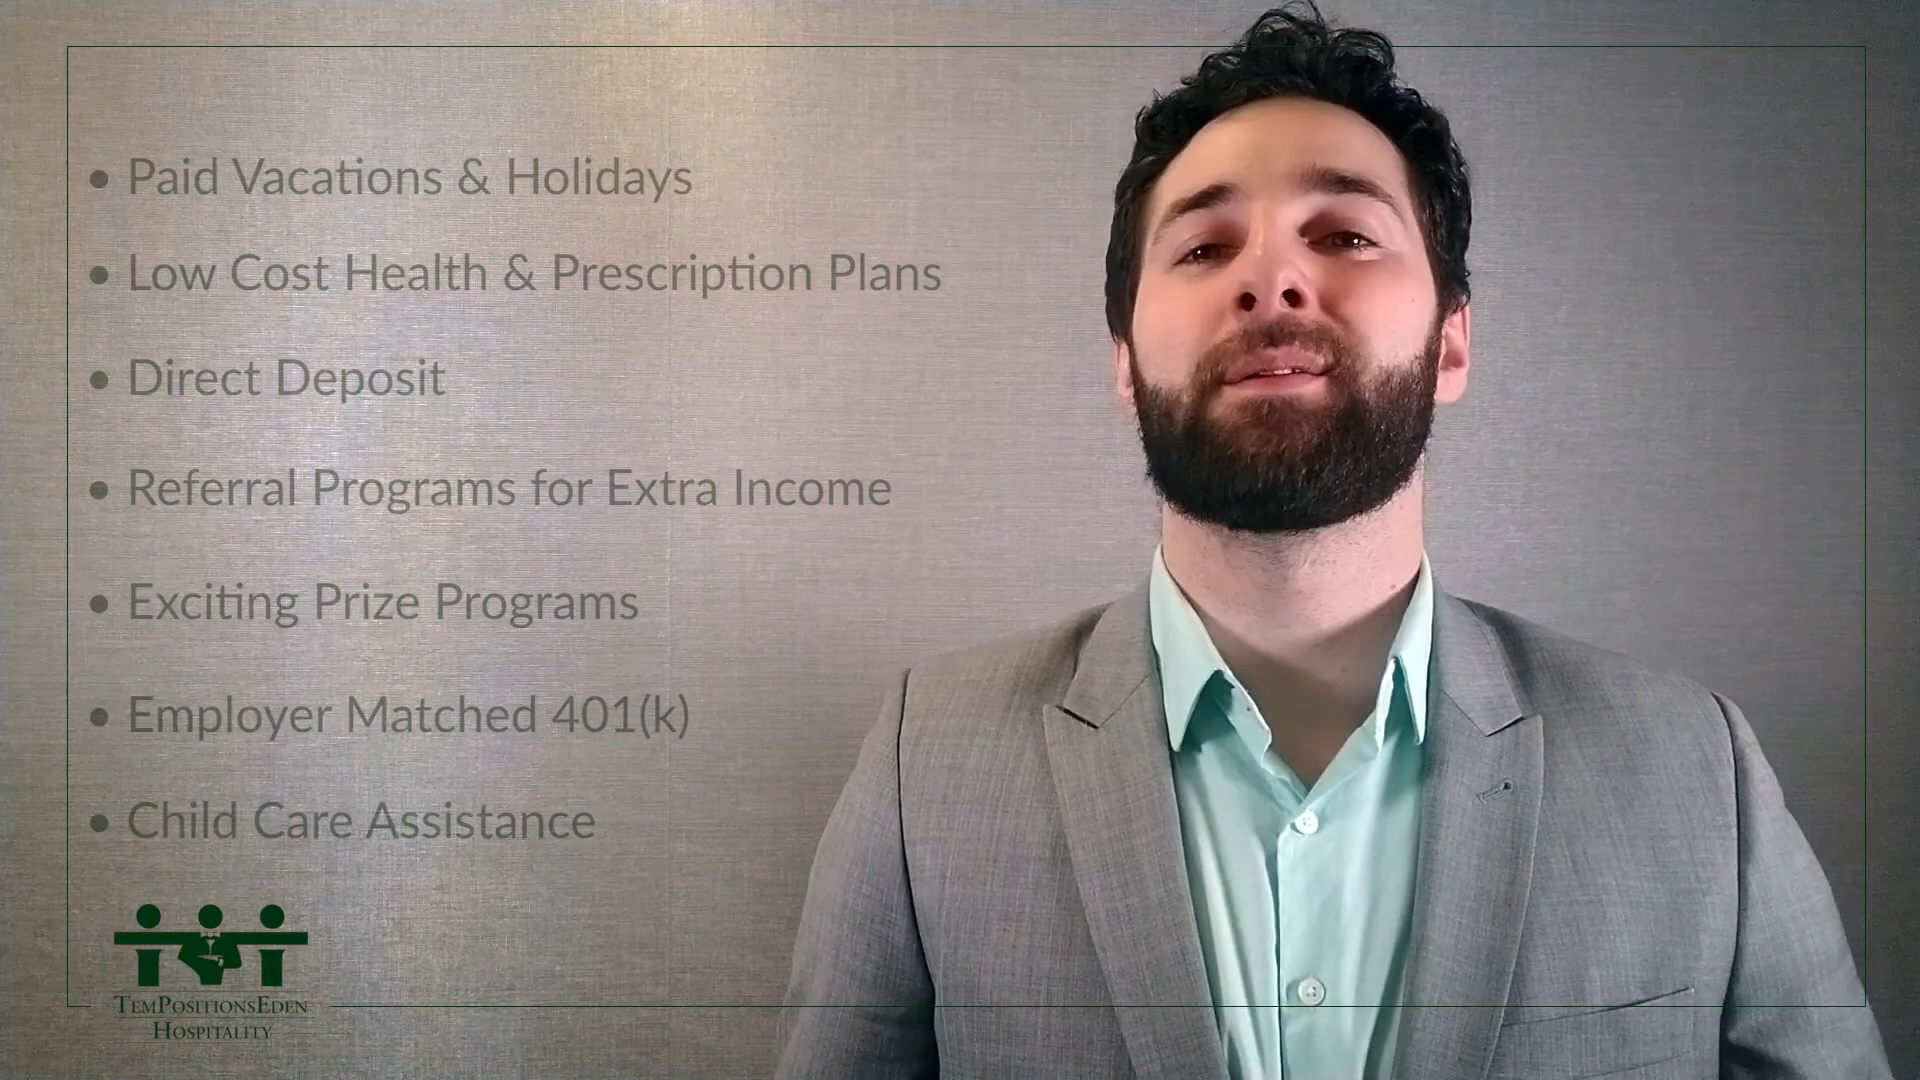 • Paid Vacations & Holidays
• Low Cost Health & Prescription Plans
• Direct Deposit
• Referral Programs for Extra Income
• Exciting Prize Programs
• Employer Matched 401(k)
• Child Care Assistance
TemPositionsEden
Hospitality